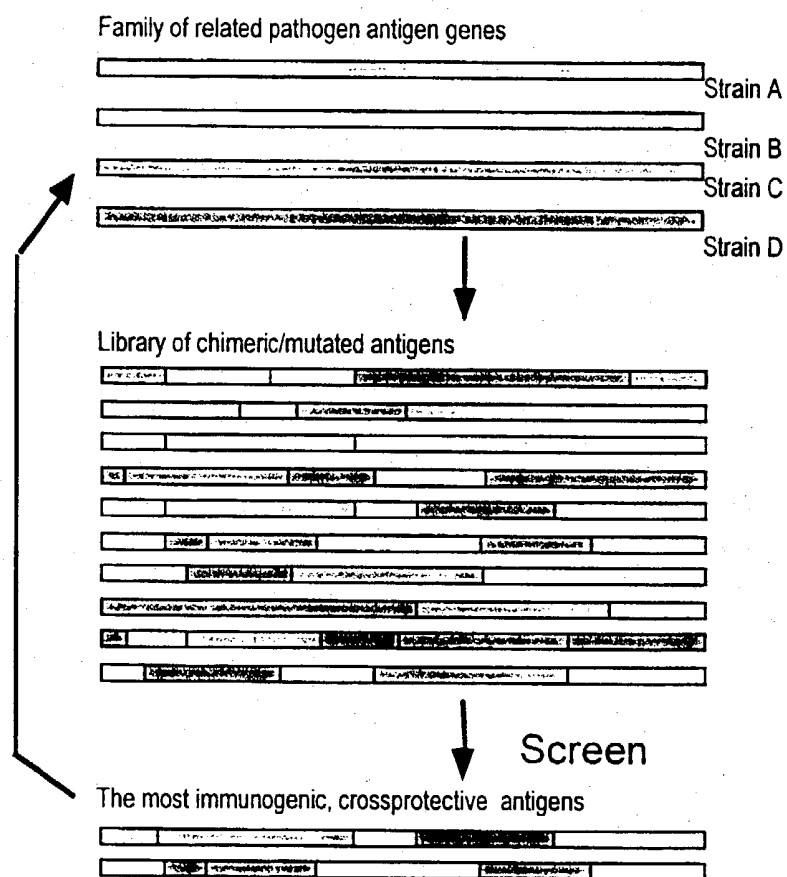 Family of related pathogen antigen genes
Strain A
Strain B
Strain C
Strain D
Library of chimeric/mutated antigens
Screen
The most immunogenic, crossprotective antigens